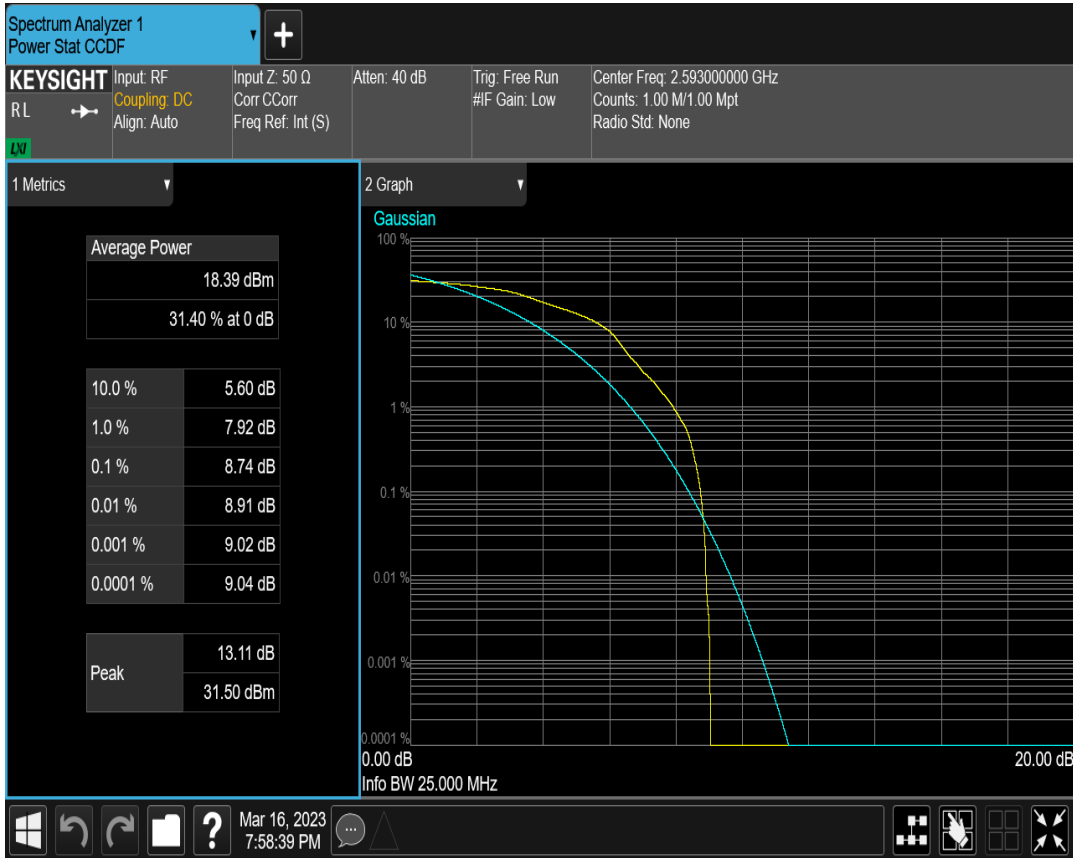 Spectrum Analyzer 1
Power Stat CCDF
+
KEYSIGHT
RL
LXI
Input: RF
Coupling: DC
Align: Auto
Input Z: 50 Ω
Corr CCorr
Freq Ref: Int (S)
Atten: 40 dB
Trig: Free Run
#IF Gain: Low
Center Freq: 2.593000000 GHz
Counts: 1.00 M/1.00 Mpt
Radio Std: None
1 Metrics
Average Power
18.39 dBm
31.40 % at 0 dB
10.0 % 5.60 dB
1.0 % 7.92 dB
0.1 % 8.74 dB
0.01 % 8.91 dB
0.001 % 9.02 dB
0.0001 % 9.04 dB
Peak
13.11 dB
31.50 dBm
2 Graph
Gaussian
100 %
10 %
1 %
0.1 %
0.01 %
0.001 %
0.0001 %
0.00 dB 20.00 dB
Info BW 25.000 MHz
?
Mar 16, 2023
7:58:39 PM